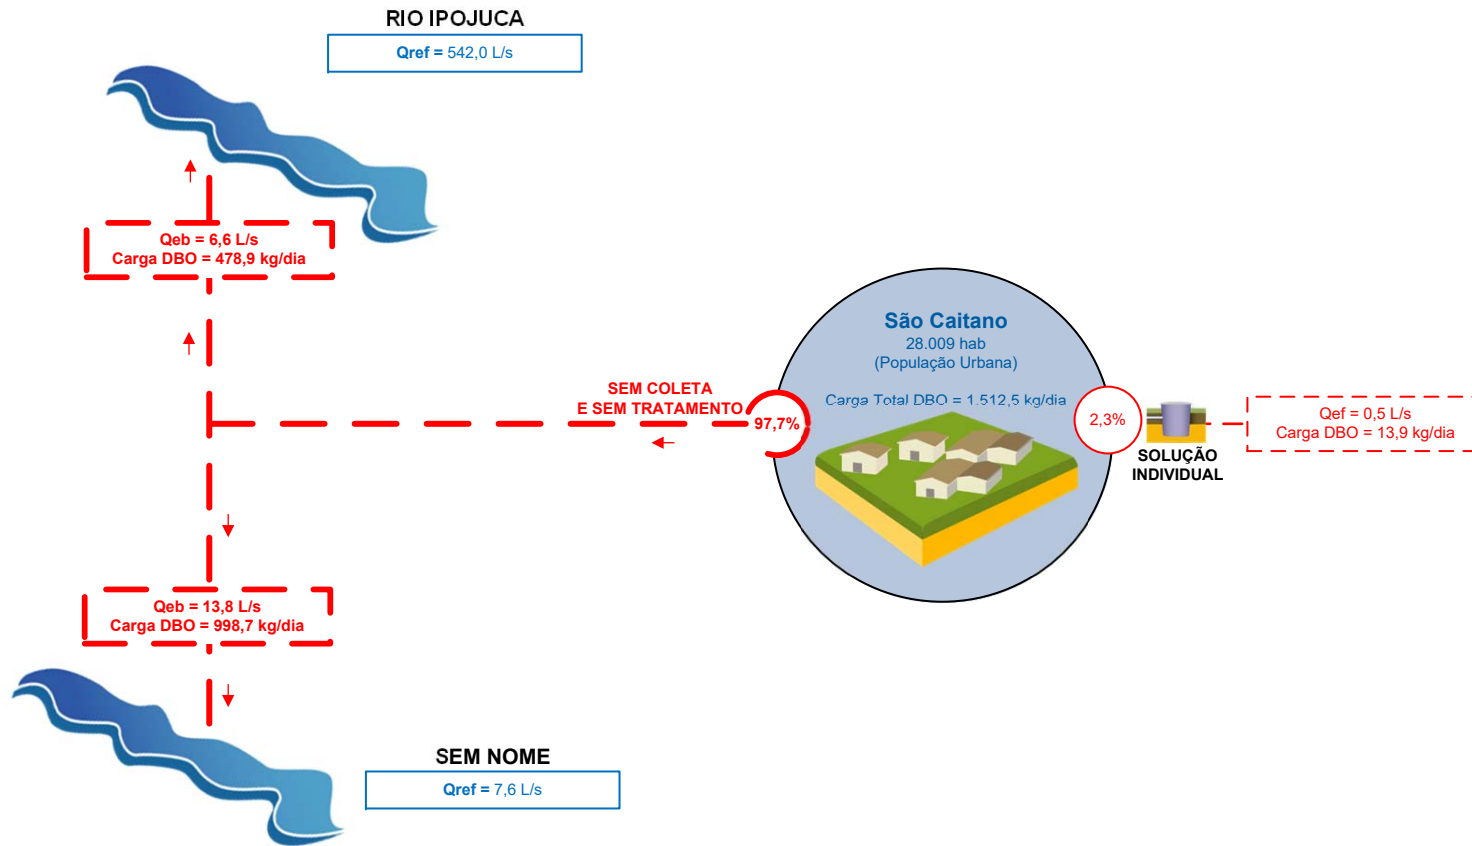 RIO IPOJUCA
Qref = 542,0 L/s
Qeb = 6,6 L/s
Carga DBO = 478,9 kg/dia
São Caitano
28.009 hab
(População Urbana)
Carga Total DBO = 1.512,5 kg/dia
SEM COLETA
E SEM TRATAMENTO
97,7%
2,3%
SOLUÇÃO
INDIVIDUAL
Qef = 0,5 L/s
Carga DBO = 13,9 kg/dia
Qeb = 13,8 L/s
Carga DBO = 998,7 kg/dia
SEM NOME
Qref = 7,6 L/s